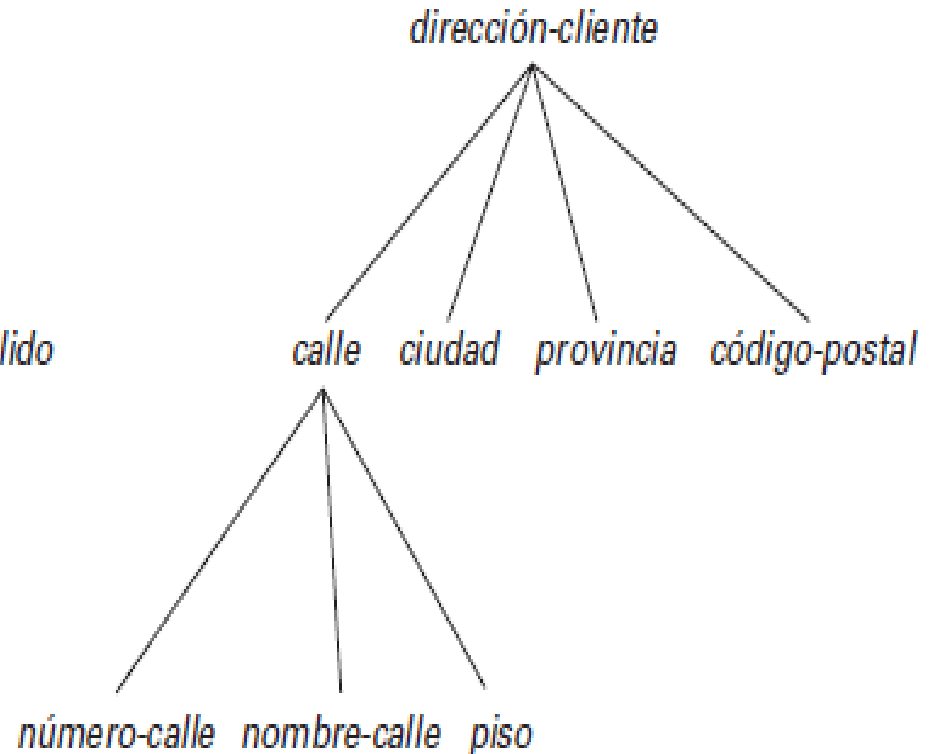 dirección-cliente
lido calle ciudad provincia código-postal
número-calle nombre-calle piso